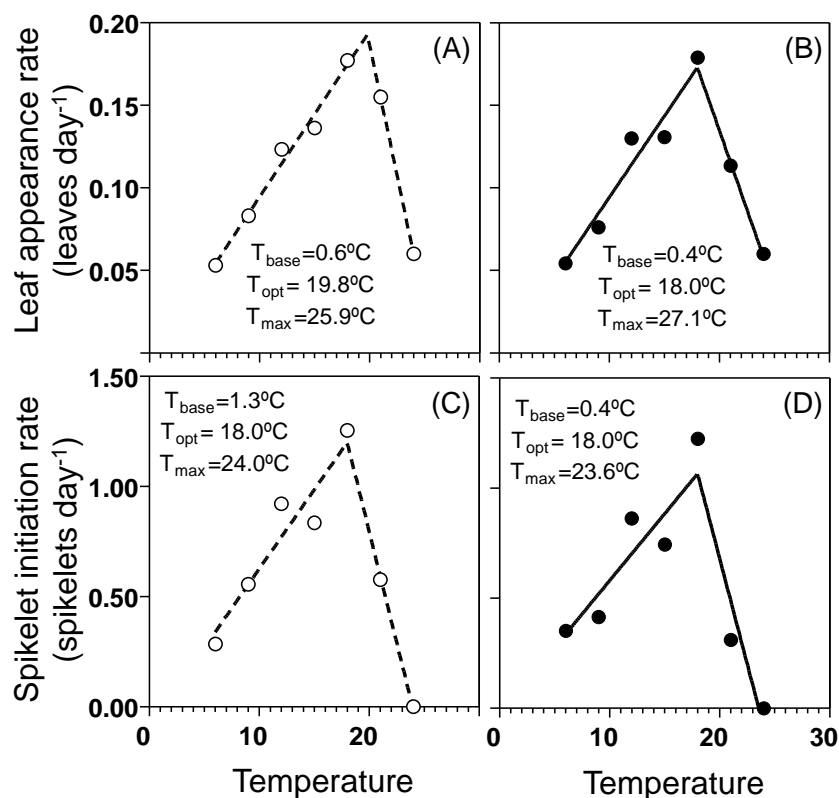 Leaf appearance rate
(leaves day-1)
0.20
0.15
0.10
0.05
(A)
Tbase=0.6ºC
Topt= 19.8ºC
Tmax=25.9ºC
(B)
Tbase=0.4ºC
Topt= 18.0ºC
Tmax=27.1ºC
Spikelet initiation rate
(spikelets day-1)
1.50
1.00
0.50
0.00
(C)
Tbase=1.3ºC
Topt= 18.0ºC
Tmax=24.0ºC
(D)
Tbase=0.4ºC
Topt= 18.0ºC
Tmax=23.6ºC
0 10 20 0 10 20 30
Temperature Temperature